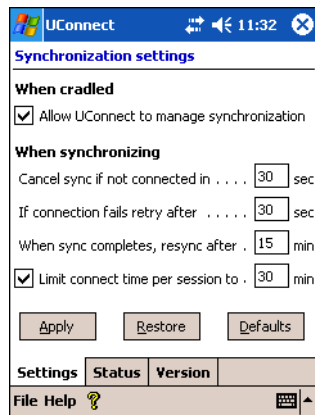 UConnect 11:32
Synchronization settings
When cradled
Allow UConnect to manage synchronization
When synchronizing
Cancel sync if not connected in . . . . 30 sec
If connection fails retry after . . . . . 30 sec
When sync completes, resync after . 15 min
Limit connect time per session to . 30 min
Apply Restore Defaults
Settings Status Version
File Help